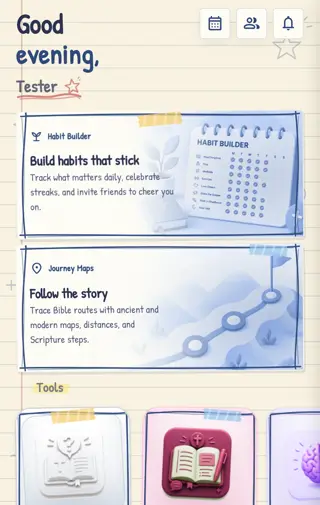 Good
evening,
Tester
Habit Builder
Build habits that stick
Track what matters daily, celebrate
streaks, and invite friends to cheer you
on.
HABIT BUILDER
Journey Maps
Follow the story
Trace Bible routes with ancient and
modern maps, distances, and
Scripture steps.
Tools